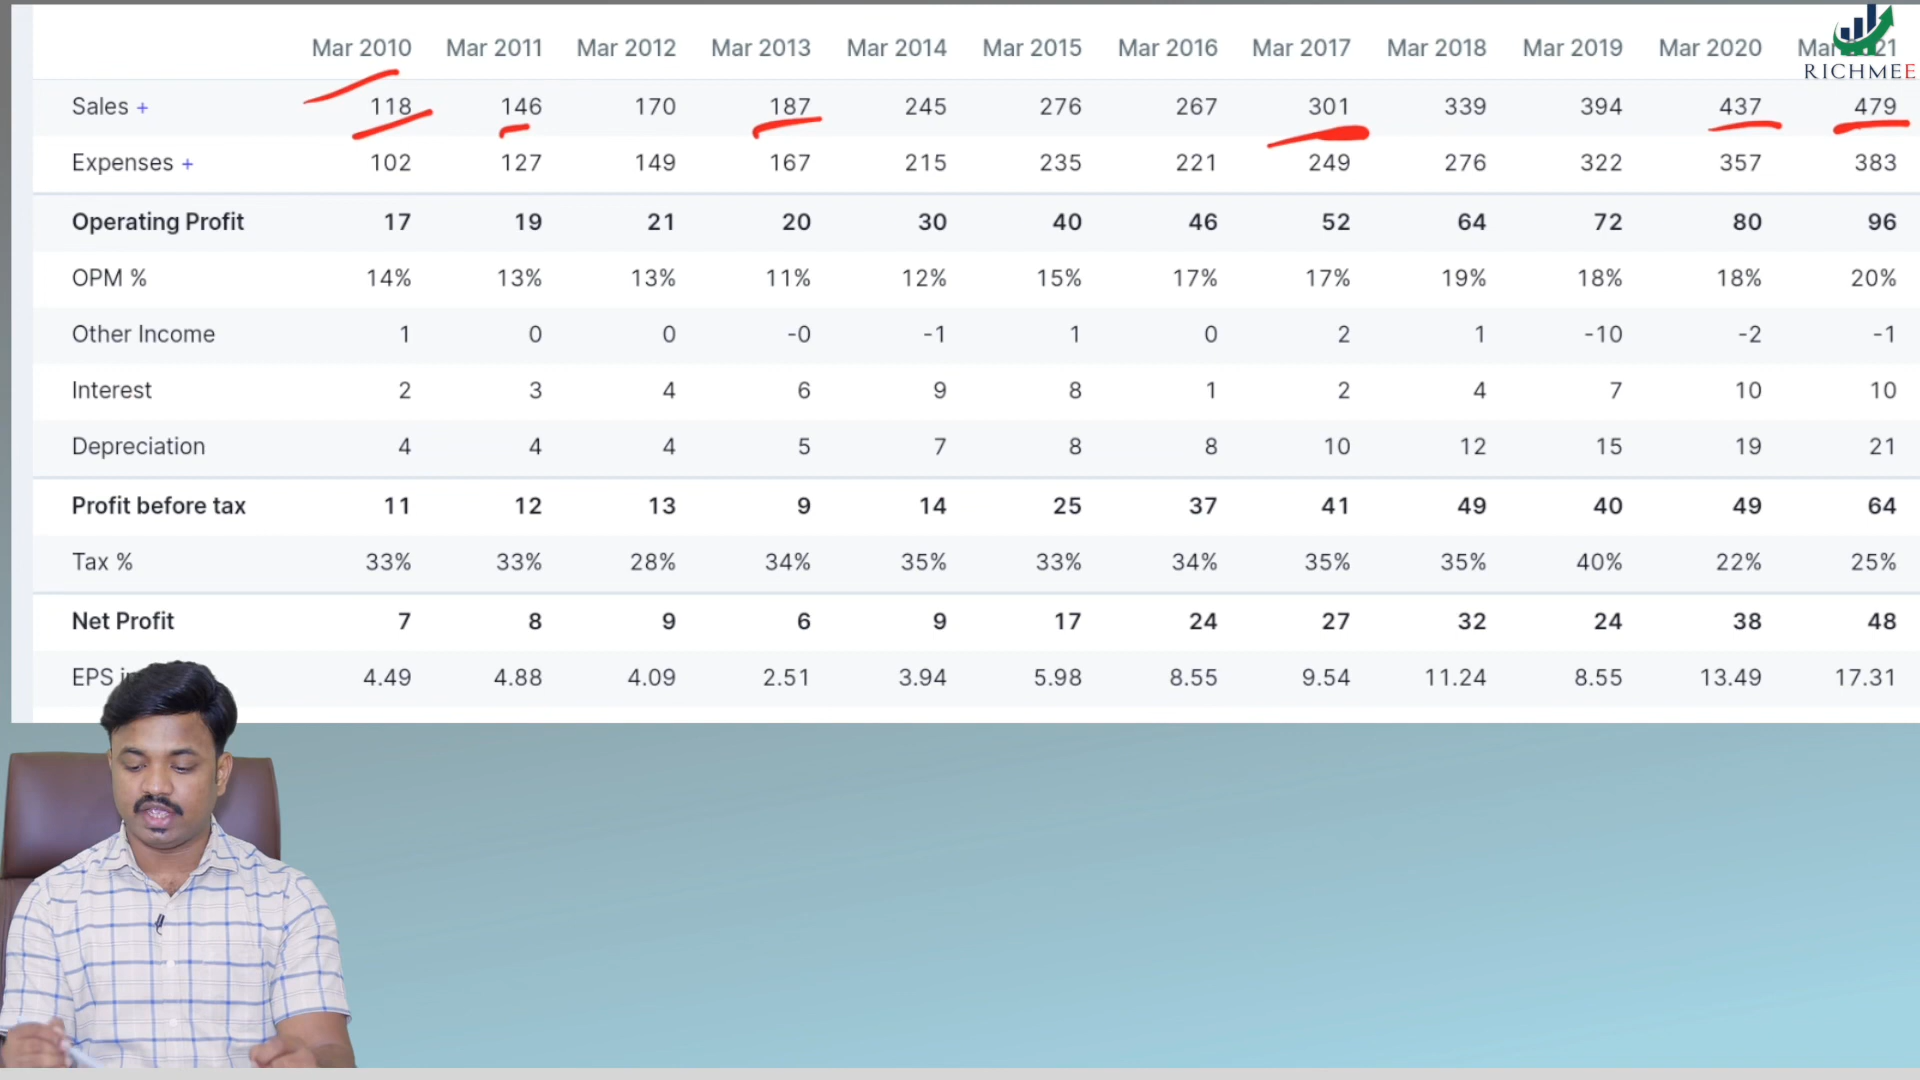 Mar 2010 Mar 2011 Mar 2012 Mar 2013 Mar 2014 Mar 2015 Mar 2016 Mar 2017 Mar 2018 Mar 2019 Mar 2020 Mar 21
RICHMEE
Sales + 118 146 170 187 245 276 267 301 339 394 437 479
Expenses + 102 127 149 167 215 235 221 249 276 322 357 383
Operating Profit 17 19 21 20 30 40 46 52 64 72 80 96
OPM % 14% 13% 13% 11% 12% 15% 17% 17% 19% 18% 18% 20%
Other Income 1 0 0 -0 -1 1 0 2 1 -10 -2 -1
Interest 2 3 4 6 9 8 1 2 4 7 10 10
Depreciation 4 4 4 5 7 8 8 10 12 15 19 21
Profit before tax 11 12 13 9 14 25 37 41 49 40 49 64
Tax % 33% 33% 28% 34% 35% 33% 34% 35% 35% 40% 22% 25%
Net Profit 7 8 9 6 9 17 24 27 32 24 38 48
EPS 4.49 4.88 4.09 2.51 3.94 5.98 8.55 9.54 11.24 8.55 13.49 17.31